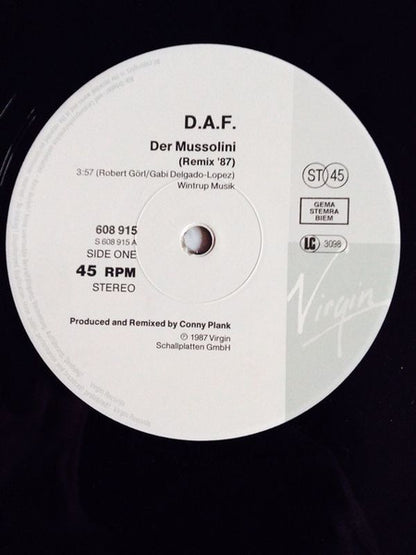 D.A.F.
Der Mussolini
(Remix '87)
3:57 (Robert Görl/Gabi Delgado-Lopez)
Wintrup Musik
ST 45
GEMA
STEMRA
BIEM
LC 3098
608 915
S 608 915 A
SIDE ONE
45 RPM
STEREO
Virgin
Produced and Remixed by Conny Plank
℗ 1987 Virgin
Schallplatten GmbH